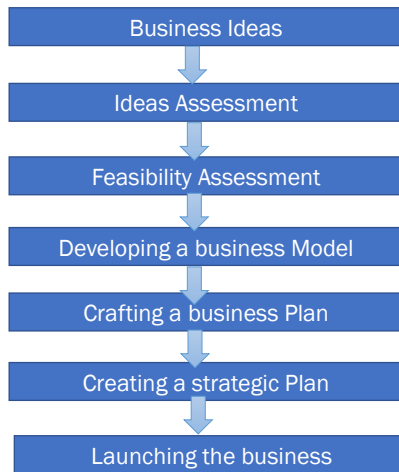 Business Ideas
Ideas Assessment
Feasibility Assessment
Developing a business Model
Crafting a business Plan
Creating a strategic Plan
Launching the business